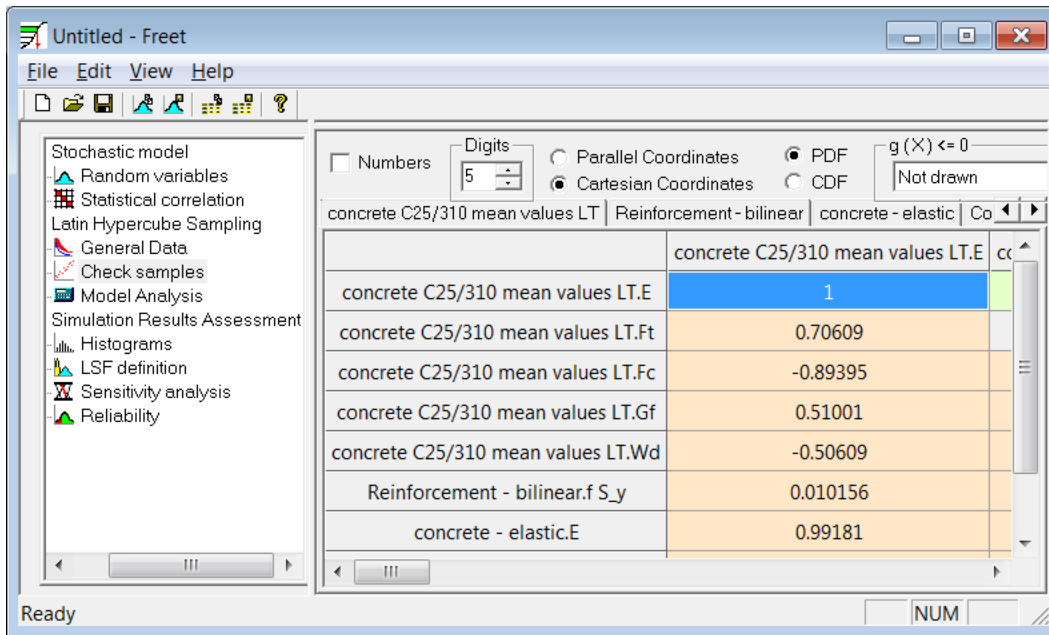 Untitled - Freet
File Edit View Help
Stochastic model
Random variables
Statistical correlation
Latin Hypercube Sampling
General Data
Check samples
Model Analysis
Simulation Results Assessment
Histograms
LSF definition
Sensitivity analysis
Reliability
Numbers
Digits
5
Parallel Coordinates
Cartesian Coordinates
PDF
CDF
g (X) <= 0
Not drawn
concrete C25/310 mean values LT Reinforcement - bilinear concrete - elastic Co
concrete C25/310 mean values LT.E co
concrete C25/310 mean values LT.E 1
concrete C25/310 mean values LT.Ft 0.70609
concrete C25/310 mean values LT.Fc -0.89395
concrete C25/310 mean values LT.Gf 0.51001
concrete C25/310 mean values LT.Wd -0.50609
Reinforcement - bilinear.f S_y 0.010156
concrete - elastic.E 0.99181
Ready NUM